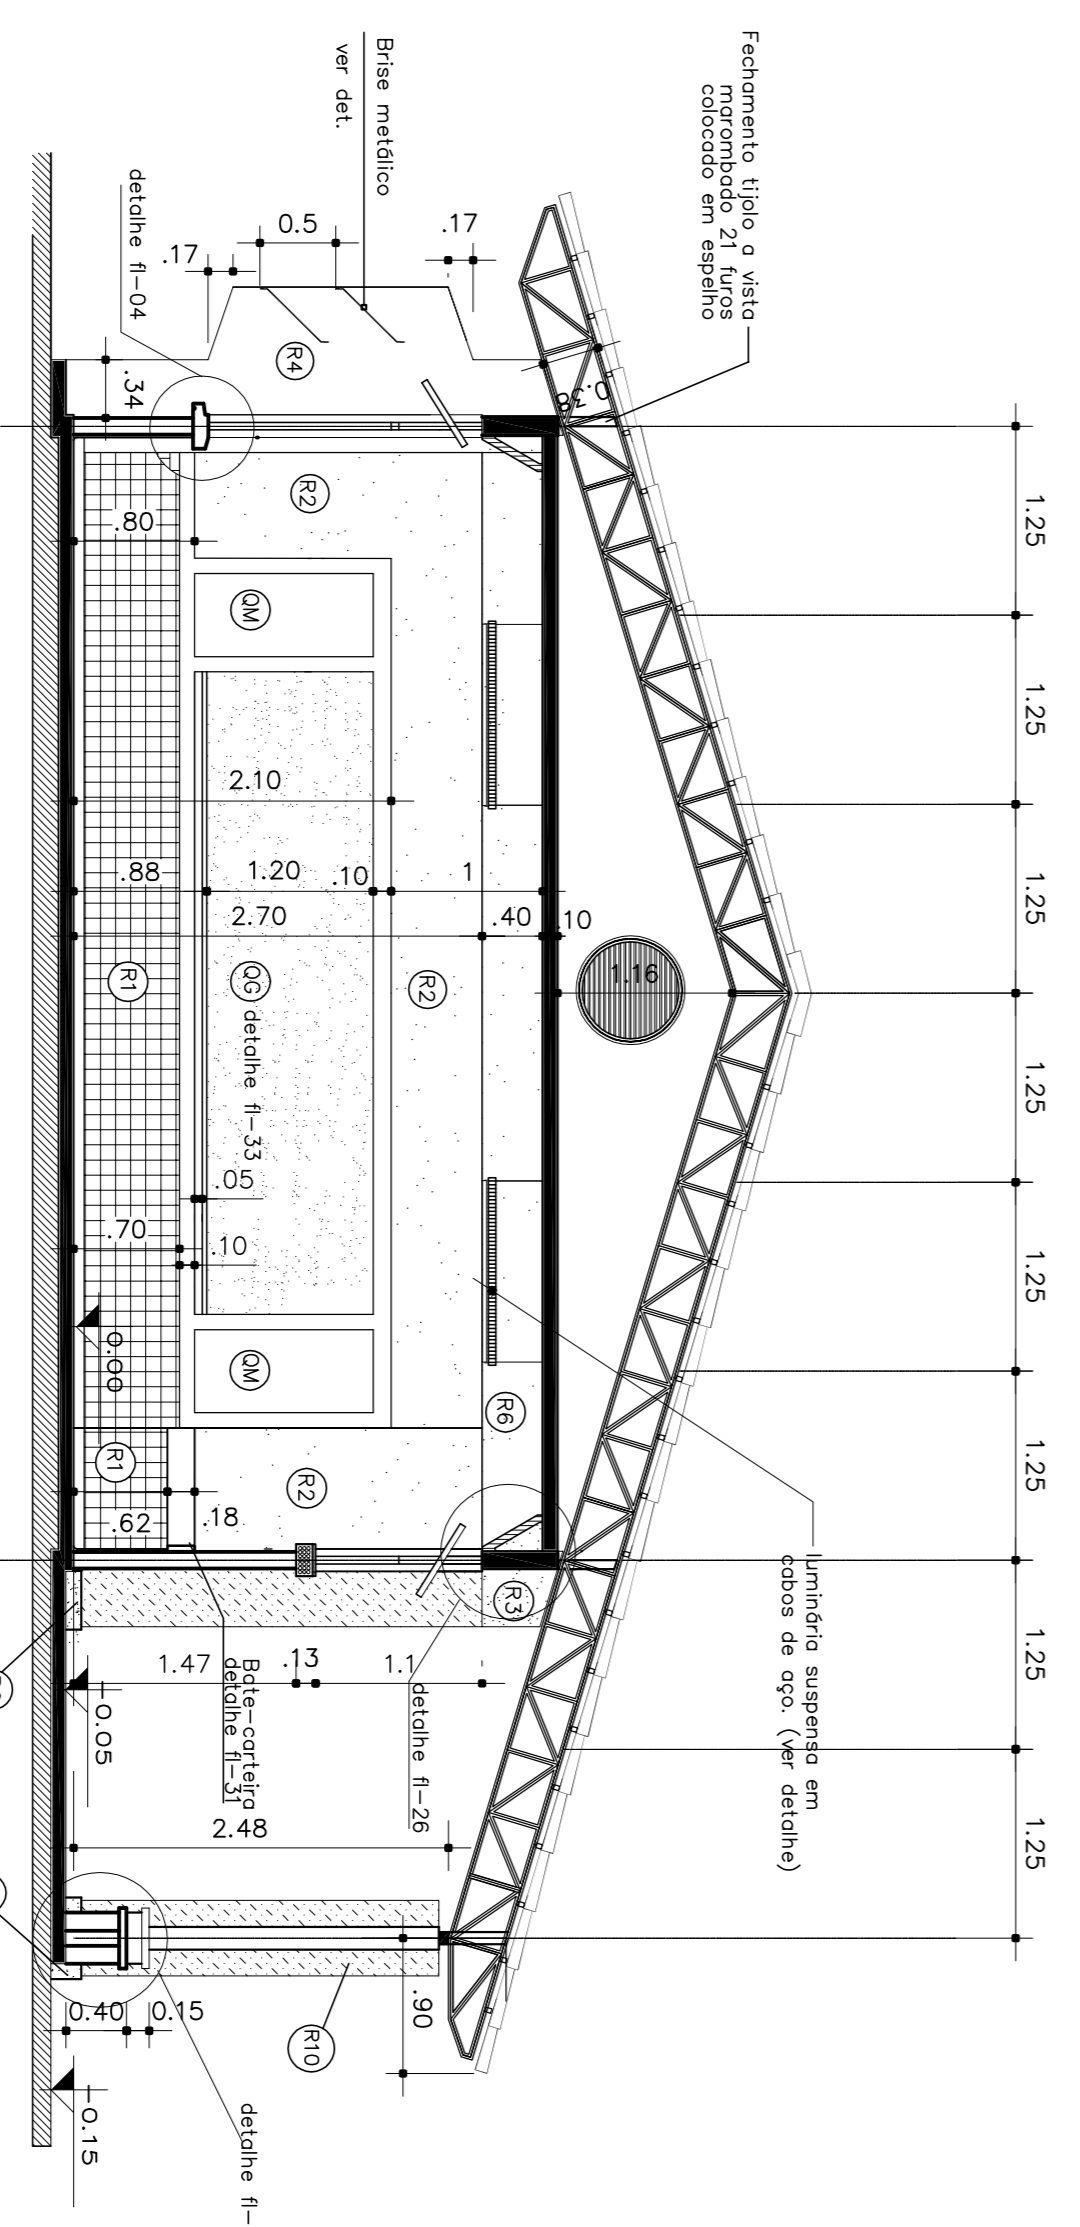 Fechamento tijolo a vista
marombado 21 furos
colocado em espelho
Brise metálico
ver det.
detalhe fl-04
.17
0.5
.17
.34
0.38
R4
1.25
1.25
1.25
1.25
1.25
1.25
1.25
1.25
R2
.80
QM
2.10
.88
1.20
.10
1
2.70
.40
.10
1.16
R1
QG detalhe fl-33
R2
.05
.70
.10
0.00
QM
R6
R1
R2
.62
.18
R3
luminária suspensa em
cabos de aço. (ver detalhe)
1.47
.13
1.1
-0.05
Bate-carteira
detalhe fl-31
detalhe fl-26
2.48
0.40
0.15
R10
.90
-0.15
detalhe fl-